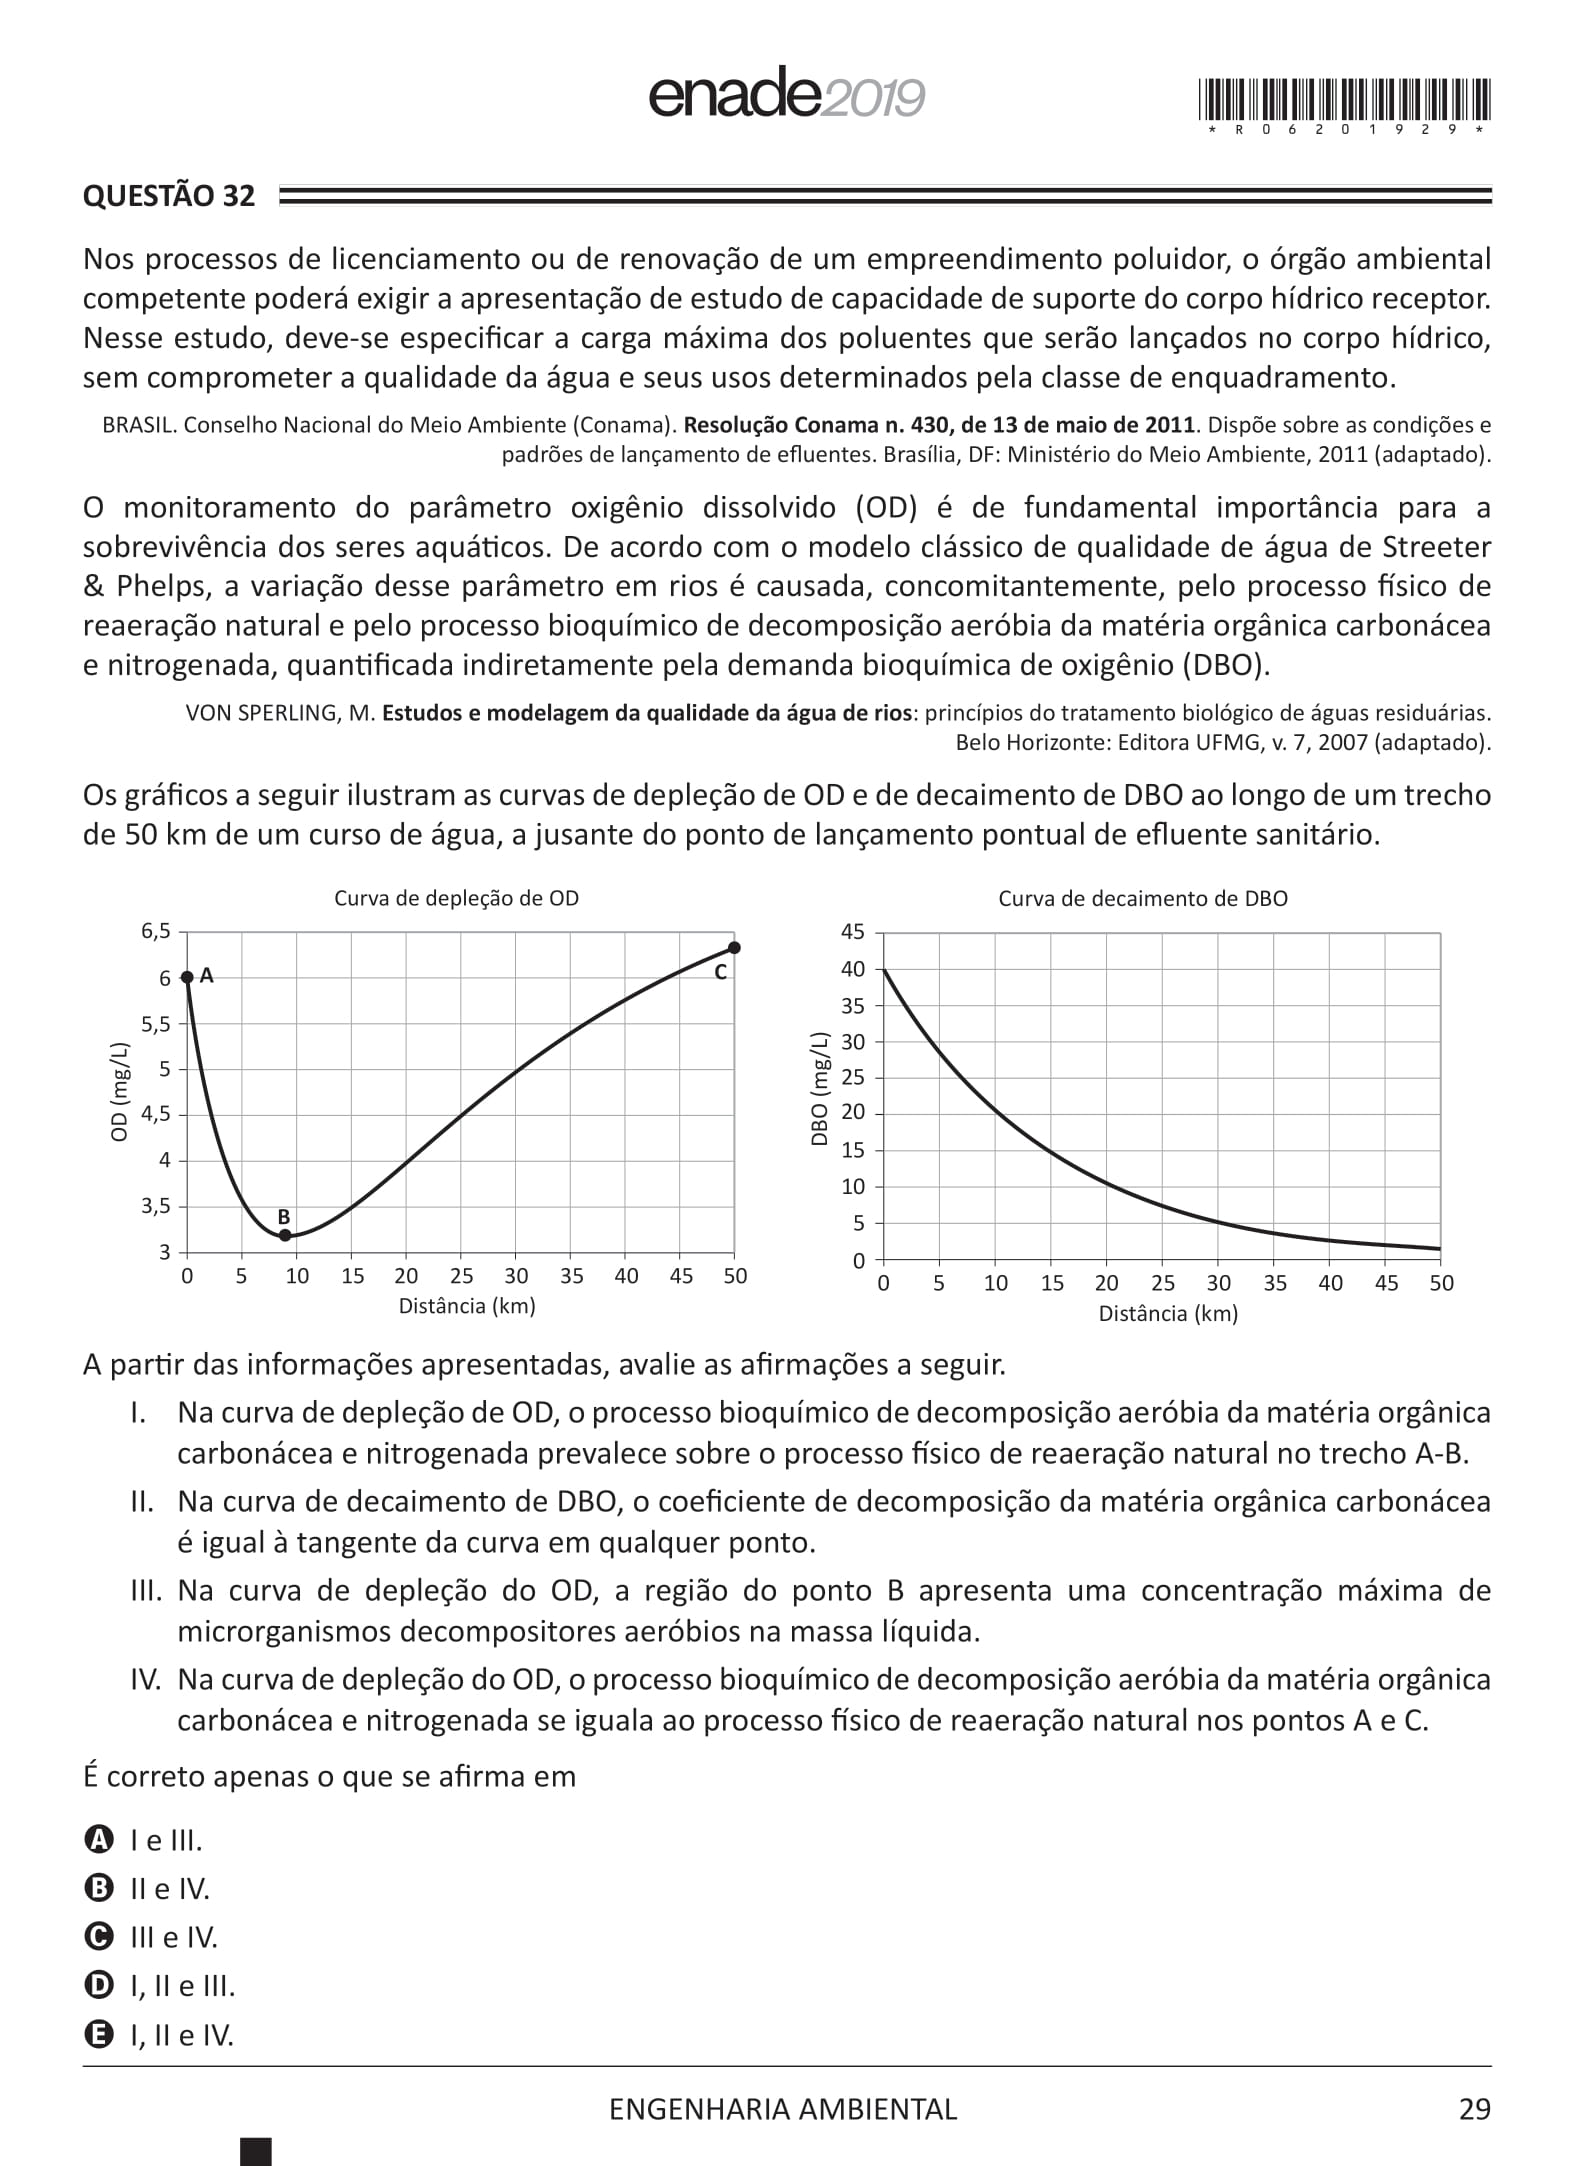 enade2019
* R 0 6 2 0 1 9 2 9 *
QUESTÃO 32
Nos processos de licenciamento ou de renovação de um empreendimento poluidor, o órgão ambiental
competente poderá exigir a apresentação de estudo de capacidade de suporte do corpo hídrico receptor.
Nesse estudo, deve-se especificar a carga máxima dos poluentes que serão lançados no corpo hídrico,
sem comprometer a qualidade da água e seus usos determinados pela classe de enquadramento.
BRASIL. Conselho Nacional do Meio Ambiente (Conama). Resolução Conama n. 430, de 13 de maio de 2011. Dispõe sobre as condições e
padrões de lançamento de efluentes. Brasília, DF: Ministério do Meio Ambiente, 2011 (adaptado).
O monitoramento do parâmetro oxigênio dissolvido (OD) é de fundamental importância para a
sobrevivência dos seres aquáticos. De acordo com o modelo clássico de qualidade de água de Streeter
& Phelps, a variação desse parâmetro em rios é causada, concomitantemente, pelo processo físico de
reaeração natural e pelo processo bioquímico de decomposição aeróbia da matéria orgânica carbonácea
e nitrogenada, quantificada indiretamente pela demanda bioquímica de oxigênio (DBO).
VON SPERLING, M. Estudos e modelagem da qualidade da água de rios: princípios do tratamento biológico de águas residuárias.
Belo Horizonte: Editora UFMG, v. 7, 2007 (adaptado).
Os gráficos a seguir ilustram as curvas de depleção de OD e de decaimento de DBO ao longo de um trecho
de 50 km de um curso de água, a jusante do ponto de lançamento pontual de efluente sanitário.
Curva de depleção de OD
6,5
6
5,5
5
4,5
4
3,5
3
OD (mg/L)
A
B
C
0 5 10 15 20 25 30 35 40 45 50
Distância (km)
Curva de decaimento de DBO
45
40
35
30
25
20
15
10
5
0
DBO (mg/L)
0 5 10 15 20 25 30 35 40 45 50
Distância (km)
A partir das informações apresentadas, avalie as afirmações a seguir.
I. Na curva de depleção de OD, o processo bioquímico de decomposição aeróbia da matéria orgânica
carbonácea e nitrogenada prevalece sobre o processo físico de reaeração natural no trecho A-B.
II. Na curva de decaimento de DBO, o coeficiente de decomposição da matéria orgânica carbonácea
é igual à tangente da curva em qualquer ponto.
III. Na curva de depleção do OD, a região do ponto B apresenta uma concentração máxima de
microrganismos decompositores aeróbios na massa líquida.
IV. Na curva de depleção do OD, o processo bioquímico de decomposição aeróbia da matéria orgânica
carbonácea e nitrogenada se iguala ao processo físico de reaeração natural nos pontos A e C.
É correto apenas o que se afirma em
A I e III.
B II e IV.
C III e IV.
D I, II e III.
E I, II e IV.
ENGENHARIA AMBIENTAL
29